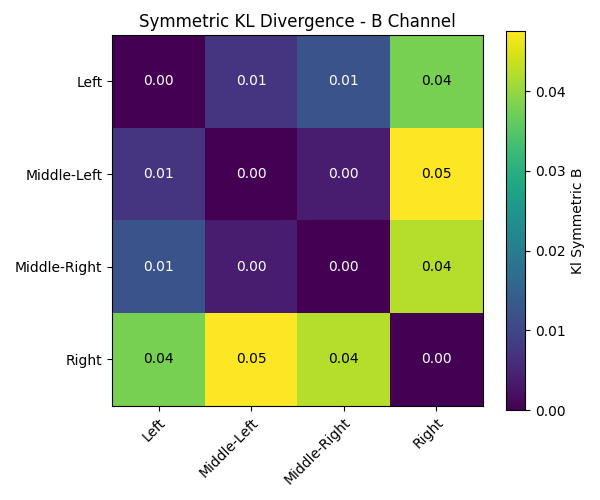 Symmetric KL Divergence - B Channel
Left 0.00 0.01 0.01 0.04
Middle-Left 0.01 0.00 0.00 0.05
Middle-Right 0.01 0.00 0.00 0.04
Right 0.04 0.05 0.04 0.00
Left Middle-Left Middle-Right Right
0.04
0.03
0.02
0.01
0.00
Kl Symmetric B